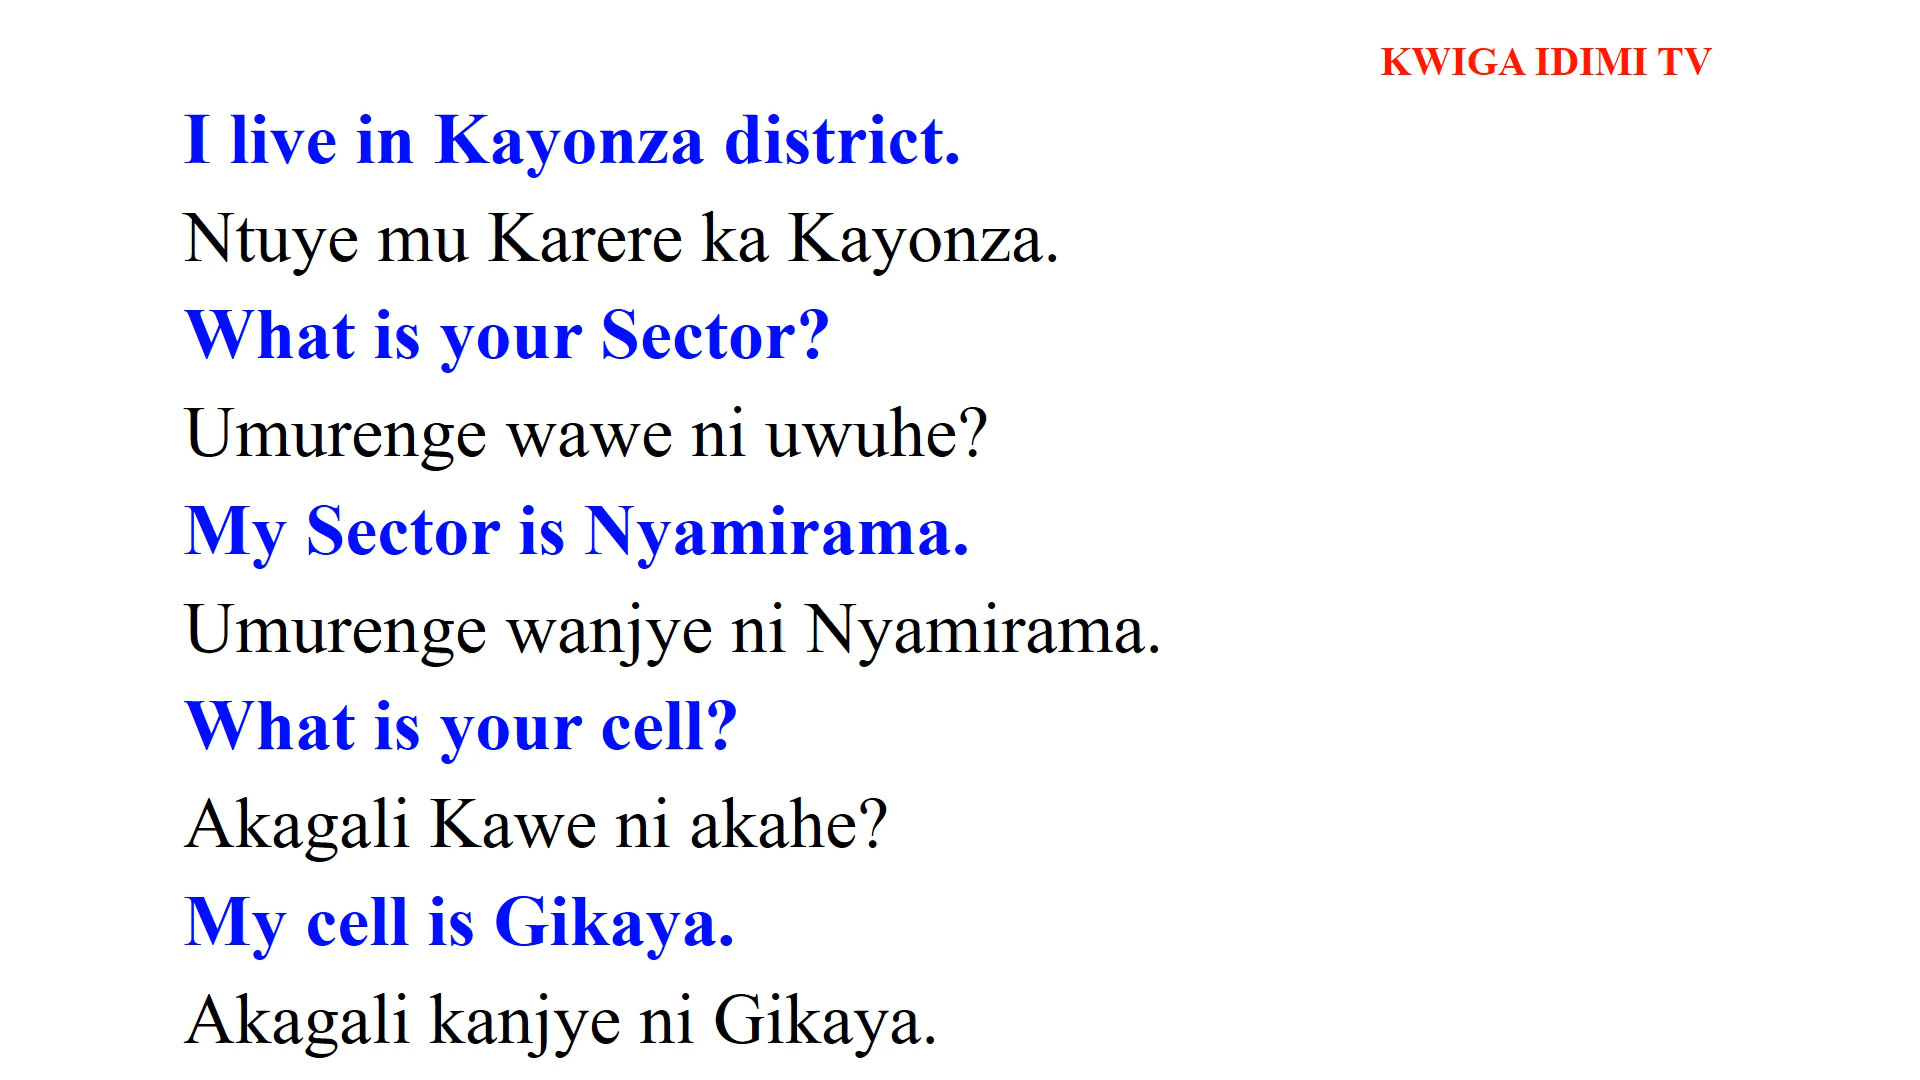 KWIGA IDIMI TV
I live in Kayonza district.
Ntuye mu Karere ka Kayonza.
What is your Sector?
Umurenge wawe ni uwuhe?
My Sector is Nyamirama.
Umurenge wanjye ni Nyamirama.
What is your cell?
Akagali Kawe ni akahe?
My cell is Gikaya.
Akagali kanjye ni Gikaya.